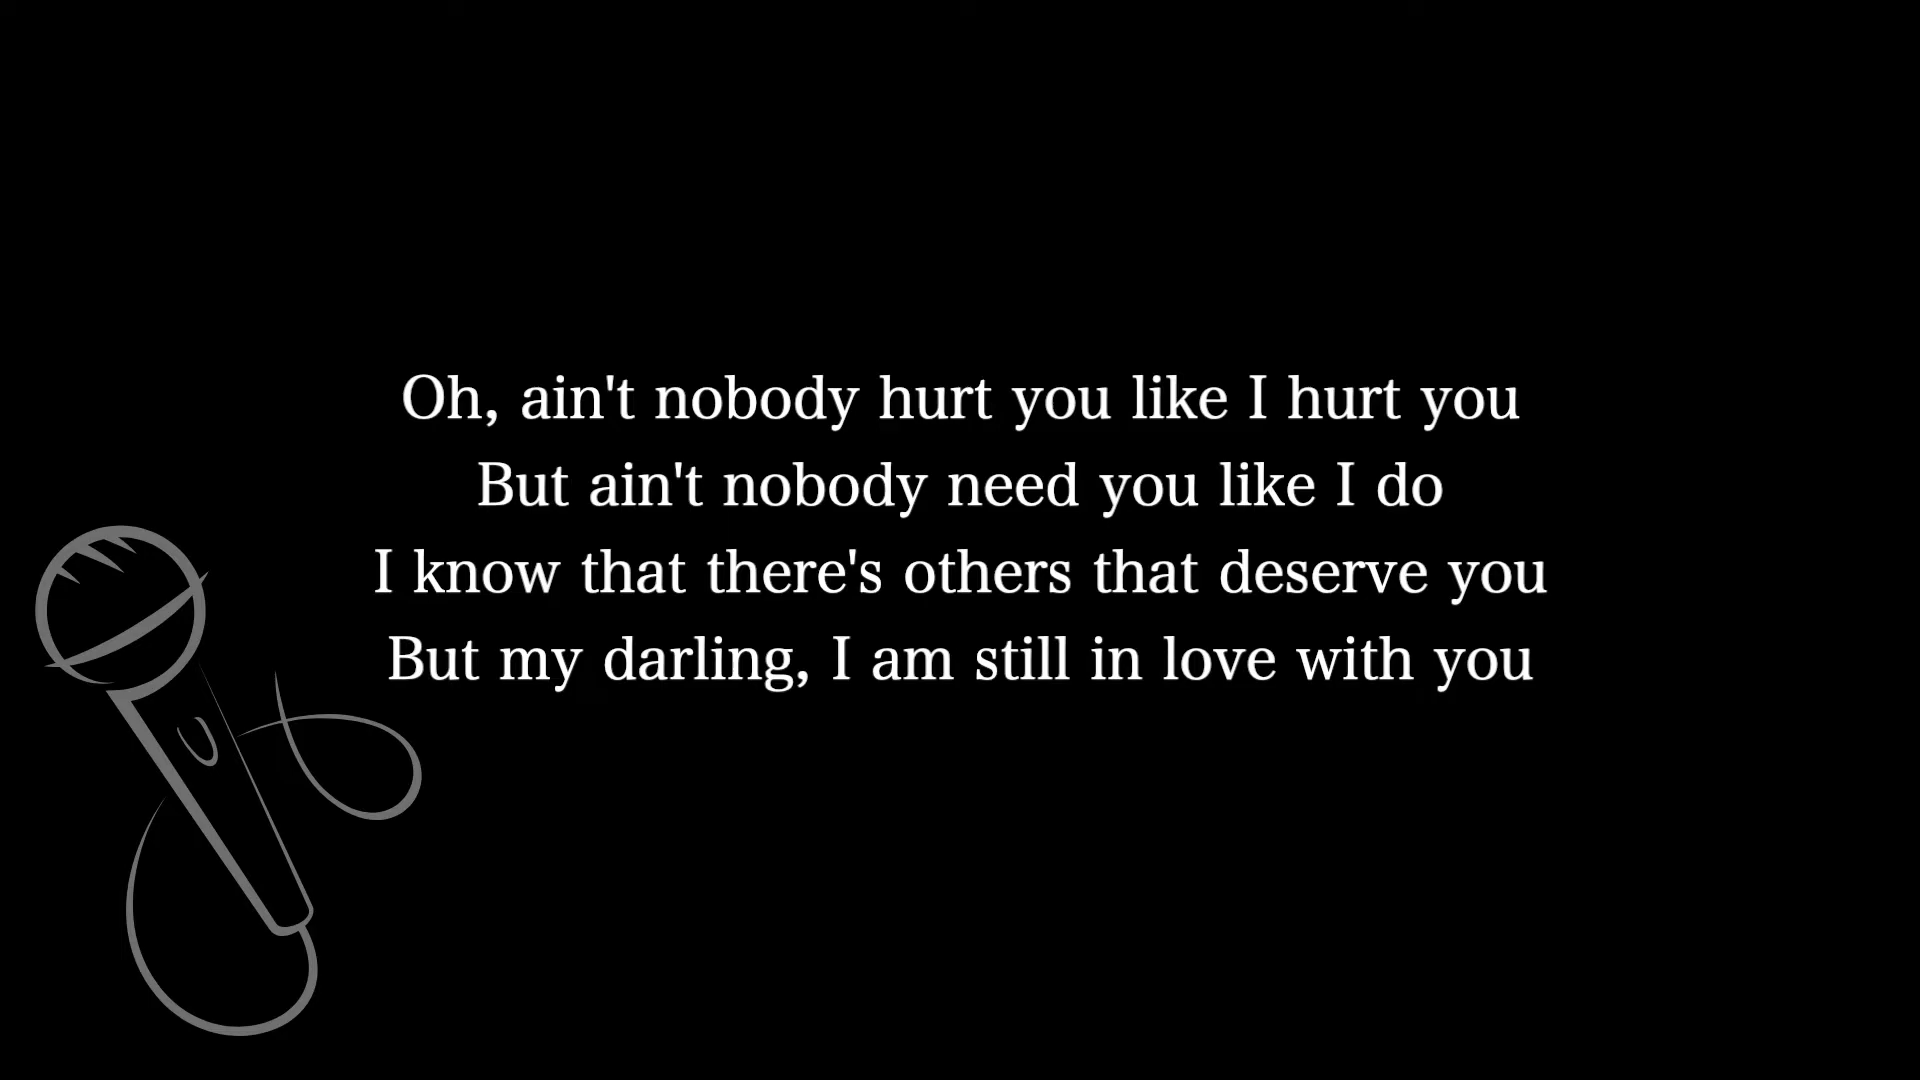 Oh, ain't nobody hurt you like I hurt you
But ain't nobody need you like I do
I know that there's others that deserve you
But my darling, I am still in love with you